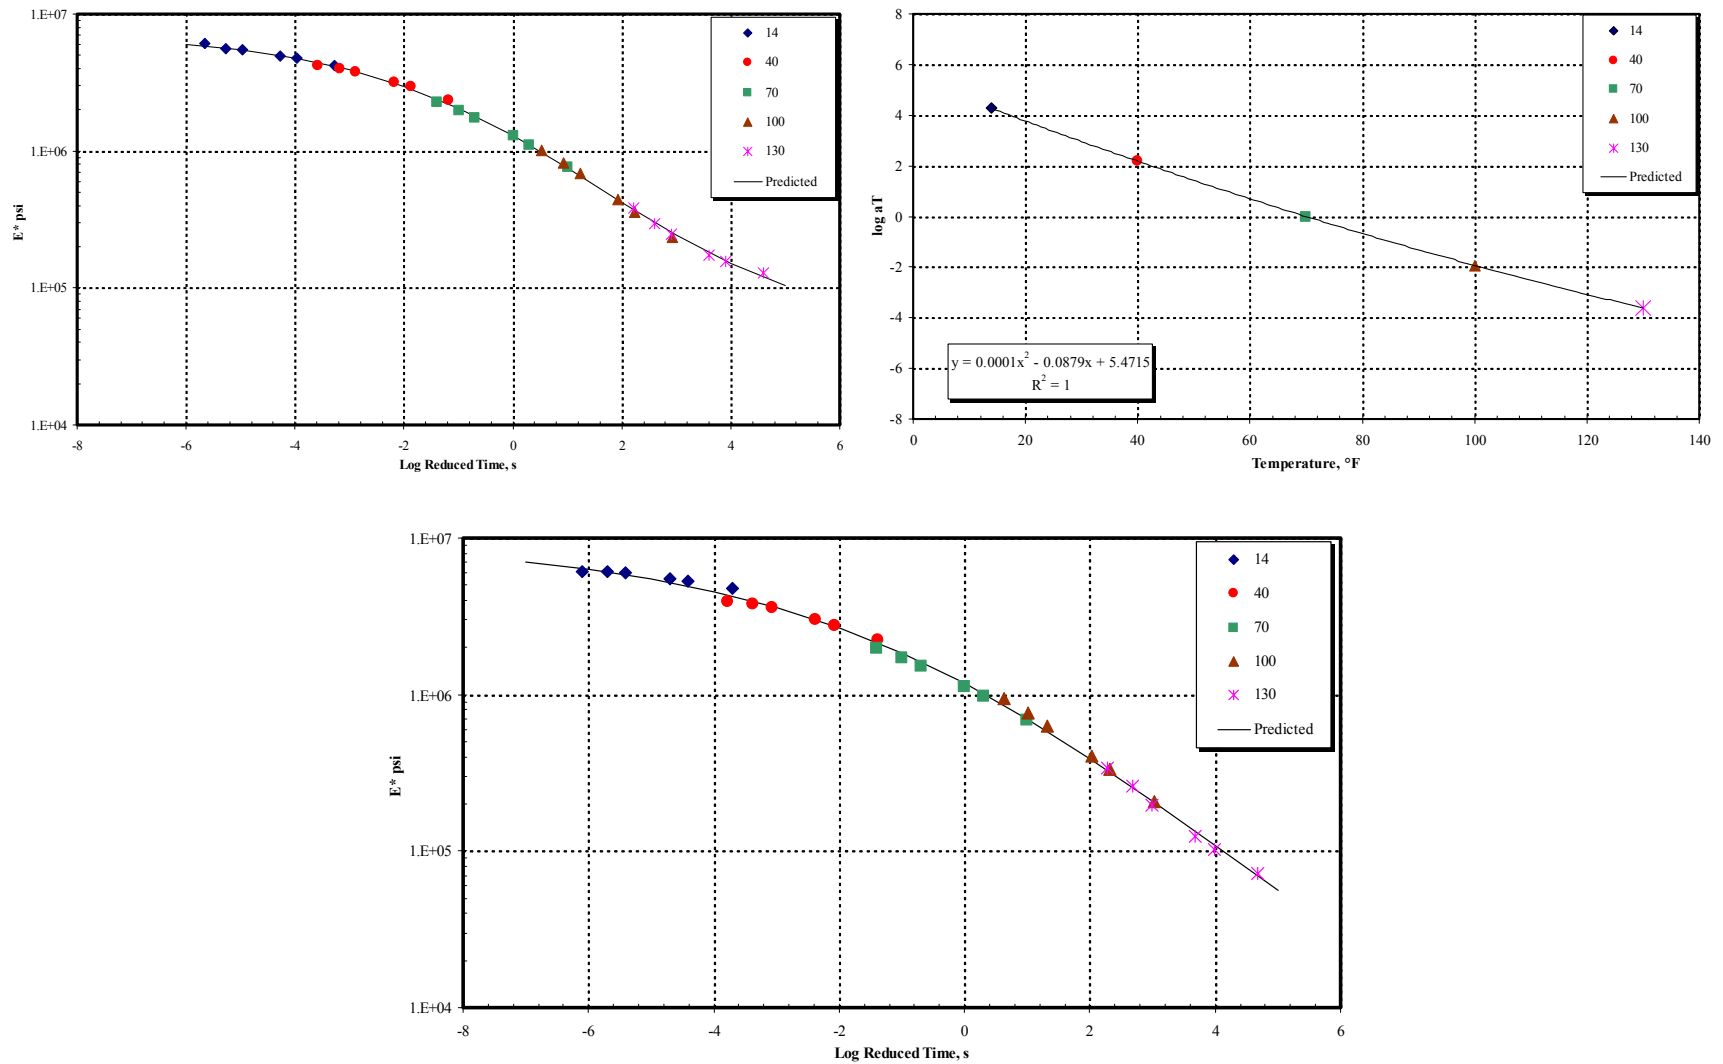 1.E+07
1.E+06
1.E+05
1.E+04
E* psi
-8 -6 -4 -2 0 2 4 6
Log Reduced Time, s
14
40
70
100
130
Predicted
8
6
4
2
0
-2
-4
-6
-8
log aT
0 20 40 60 80 100 120 140
Temperature, °F
y = 0.0001x² - 0.0879x + 5.4715
R² = 1
14
40
70
100
130
Predicted
1.E+07
1.E+06
1.E+05
1.E+04
E* psi
-8 -6 -4 -2 0 2 4 6
Log Reduced Time, s
14
40
70
100
130
Predicted